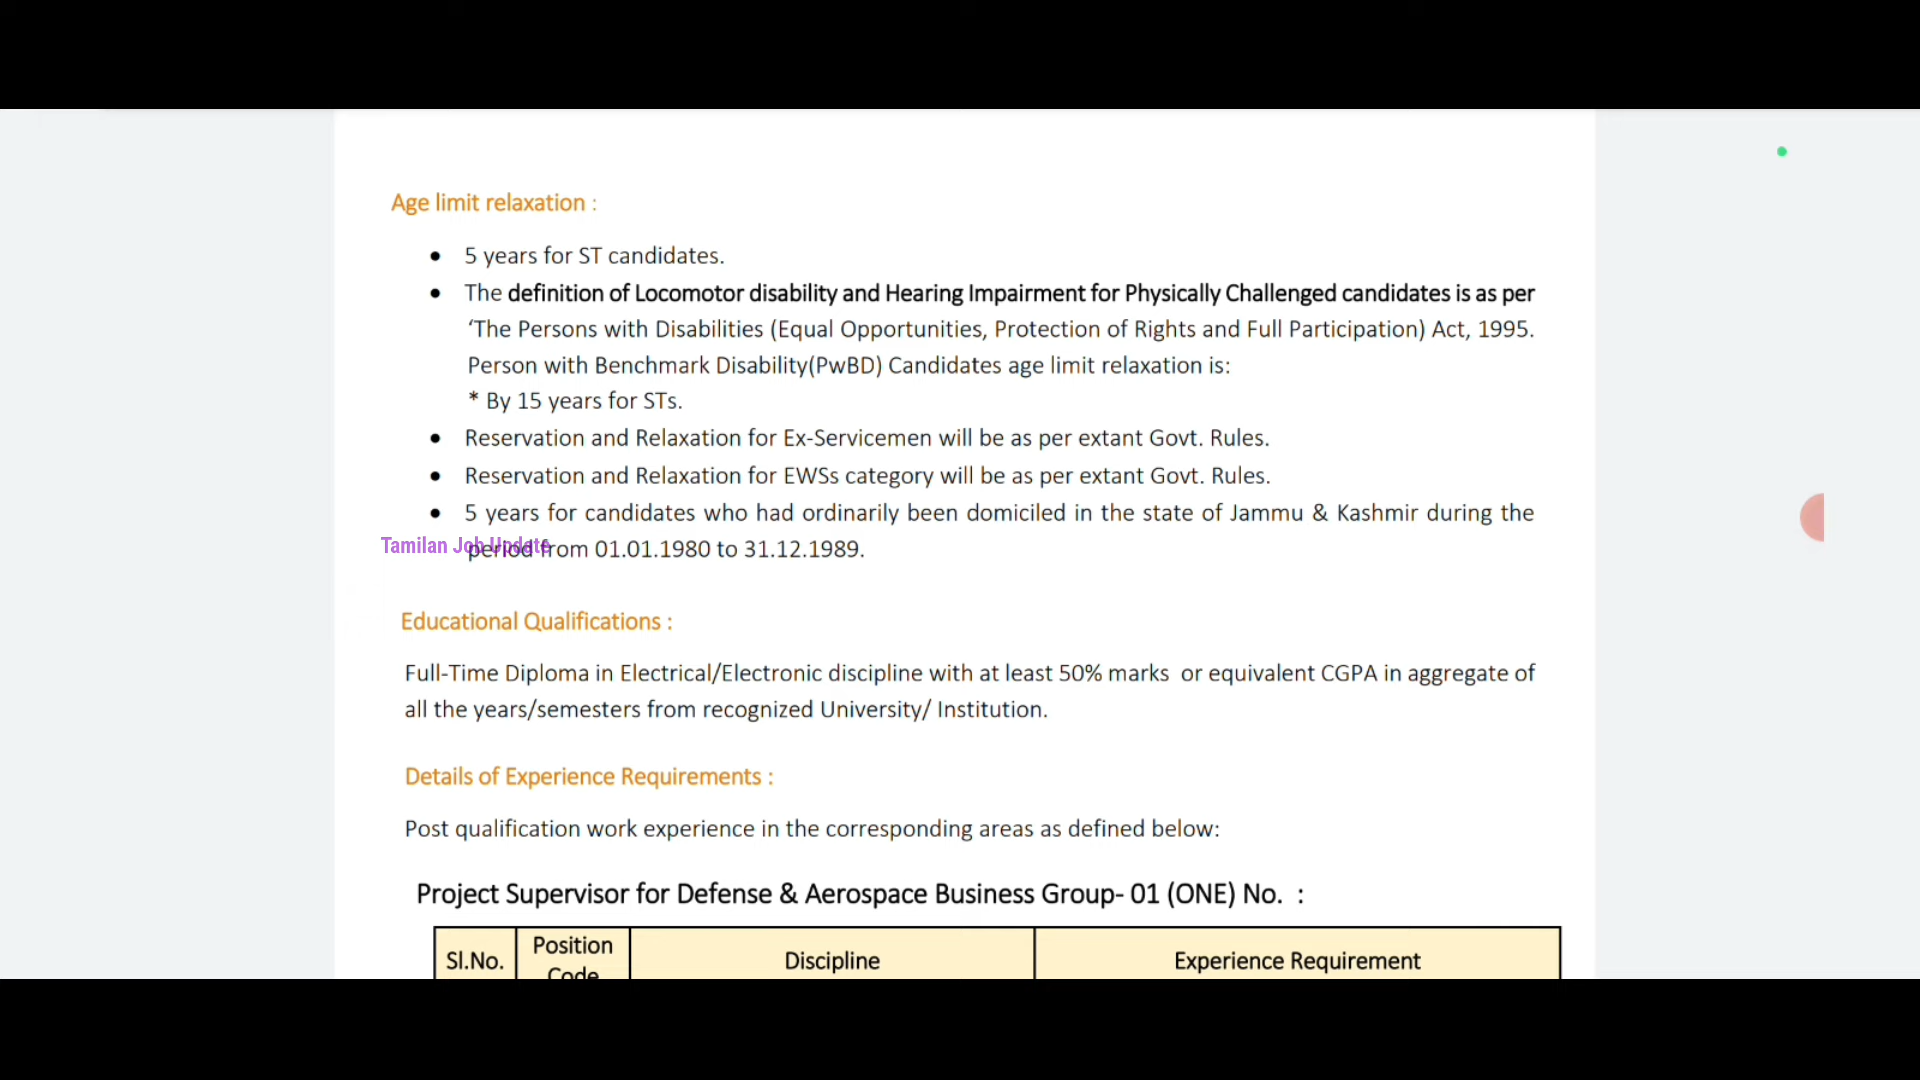 Age limit relaxation :
• 5 years for ST candidates.
• The definition of Locomotor disability and Hearing Impairment for Physically Challenged candidates is as per
‘The Persons with Disabilities (Equal Opportunities, Protection of Rights and Full Participation) Act, 1995.
Person with Benchmark Disability(PwBD) Candidates age limit relaxation is:
* By 15 years for STs.
• Reservation and Relaxation for Ex-Servicemen will be as per extant Govt. Rules.
• Reservation and Relaxation for EWSs category will be as per extant Govt. Rules.
• 5 years for candidates who had ordinarily been domiciled in the state of Jammu & Kashmir during the
period from 01.01.1980 to 31.12.1989.
Tamilan Job Update
Educational Qualifications :
Full-Time Diploma in Electrical/Electronic discipline with at least 50% marks or equivalent CGPA in aggregate of
all the years/semesters from recognized University/ Institution.
Details of Experience Requirements :
Post qualification work experience in the corresponding areas as defined below:
Project Supervisor for Defense & Aerospace Business Group- 01 (ONE) No. :
Sl.No. Position Code Discipline Experience Requirement